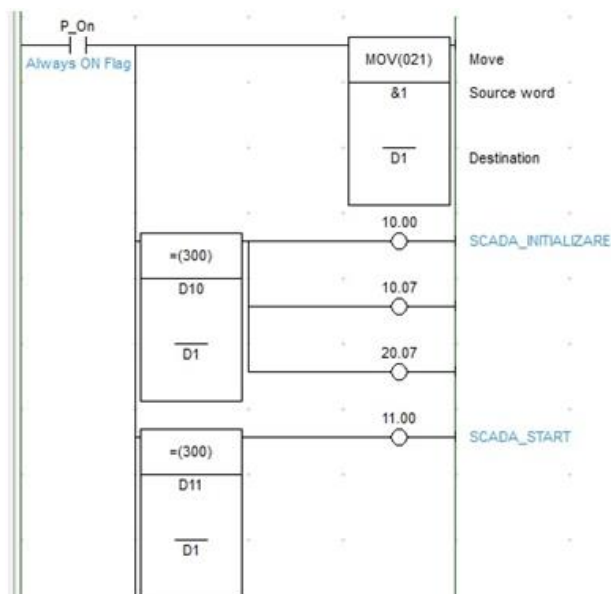 P_On
Always ON Flag
MOV(021)
Move
&1
Source word
D1
Destination
10.00
SCADA_INITIALIZARE
=(300)
D10
10.07
D1
20.07
11.00
SCADA_START
=(300)
D11
D1